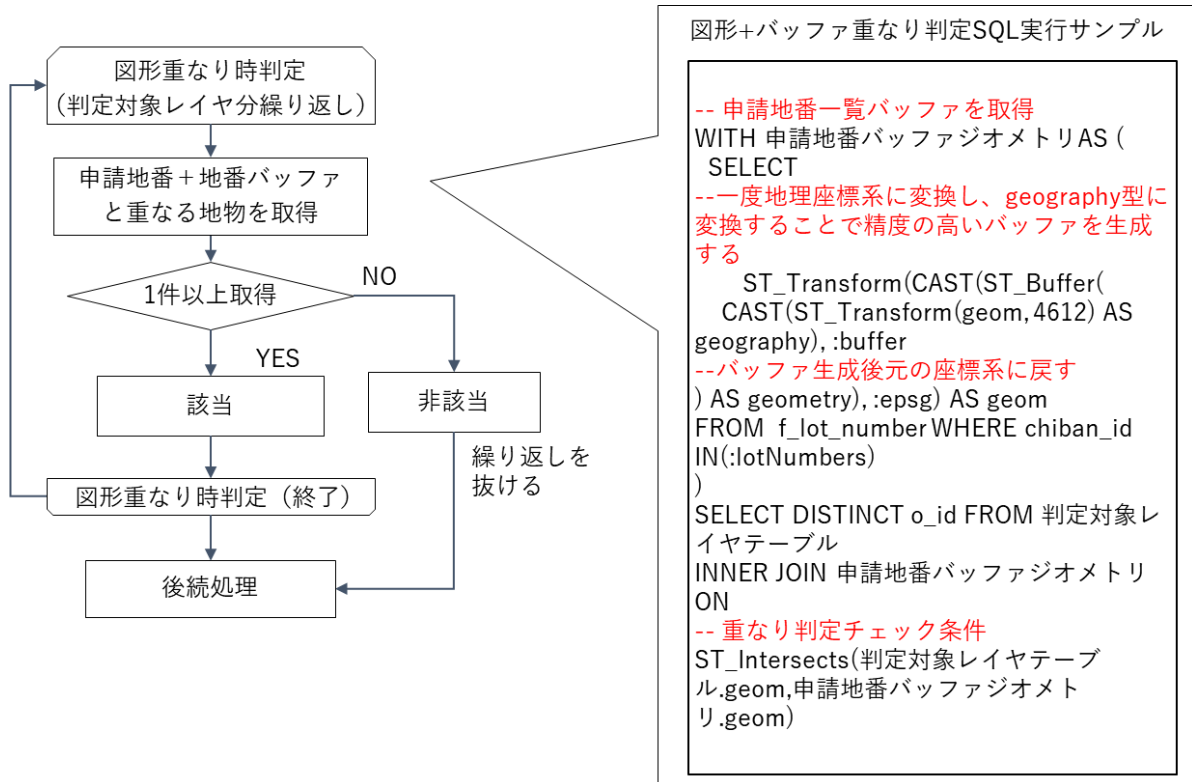 図形重なり時判定
(判定対象レイヤ分繰り返し)
申請地番＋地番バッファ
と重なる地物を取得
1件以上取得
NO
YES
該当
非該当
繰り返しを
抜ける
図形重なり時判定（終了）
後続処理
図形+バッファ重なり判定SQL実行サンプル
-- 申請地番一覧バッファを取得
WITH 申請地番バッファジオメトリAS (
SELECT
--一度地理座標系に変換し、geography型に
変換することで精度の高いバッファを生成
する
ST_Transform(CAST(ST_Buffer(
CAST(ST_Transform(geom,4612) AS
geography), :buffer
--バッファ生成後元の座標系に戻す
) AS geometry), :epsg) AS geom
FROM f_lot_number WHERE chiban_id
IN(:lotNumbers)
)
SELECT DISTINCT o_id FROM 判定対象レ
イヤテーブル
INNER JOIN 申請地番バッファジオメトリ
ON
-- 重なり判定チェック条件
ST_Intersects(判定対象レイヤテーブ
ル.geom,申請地番バッファジオメト
リ.geom)